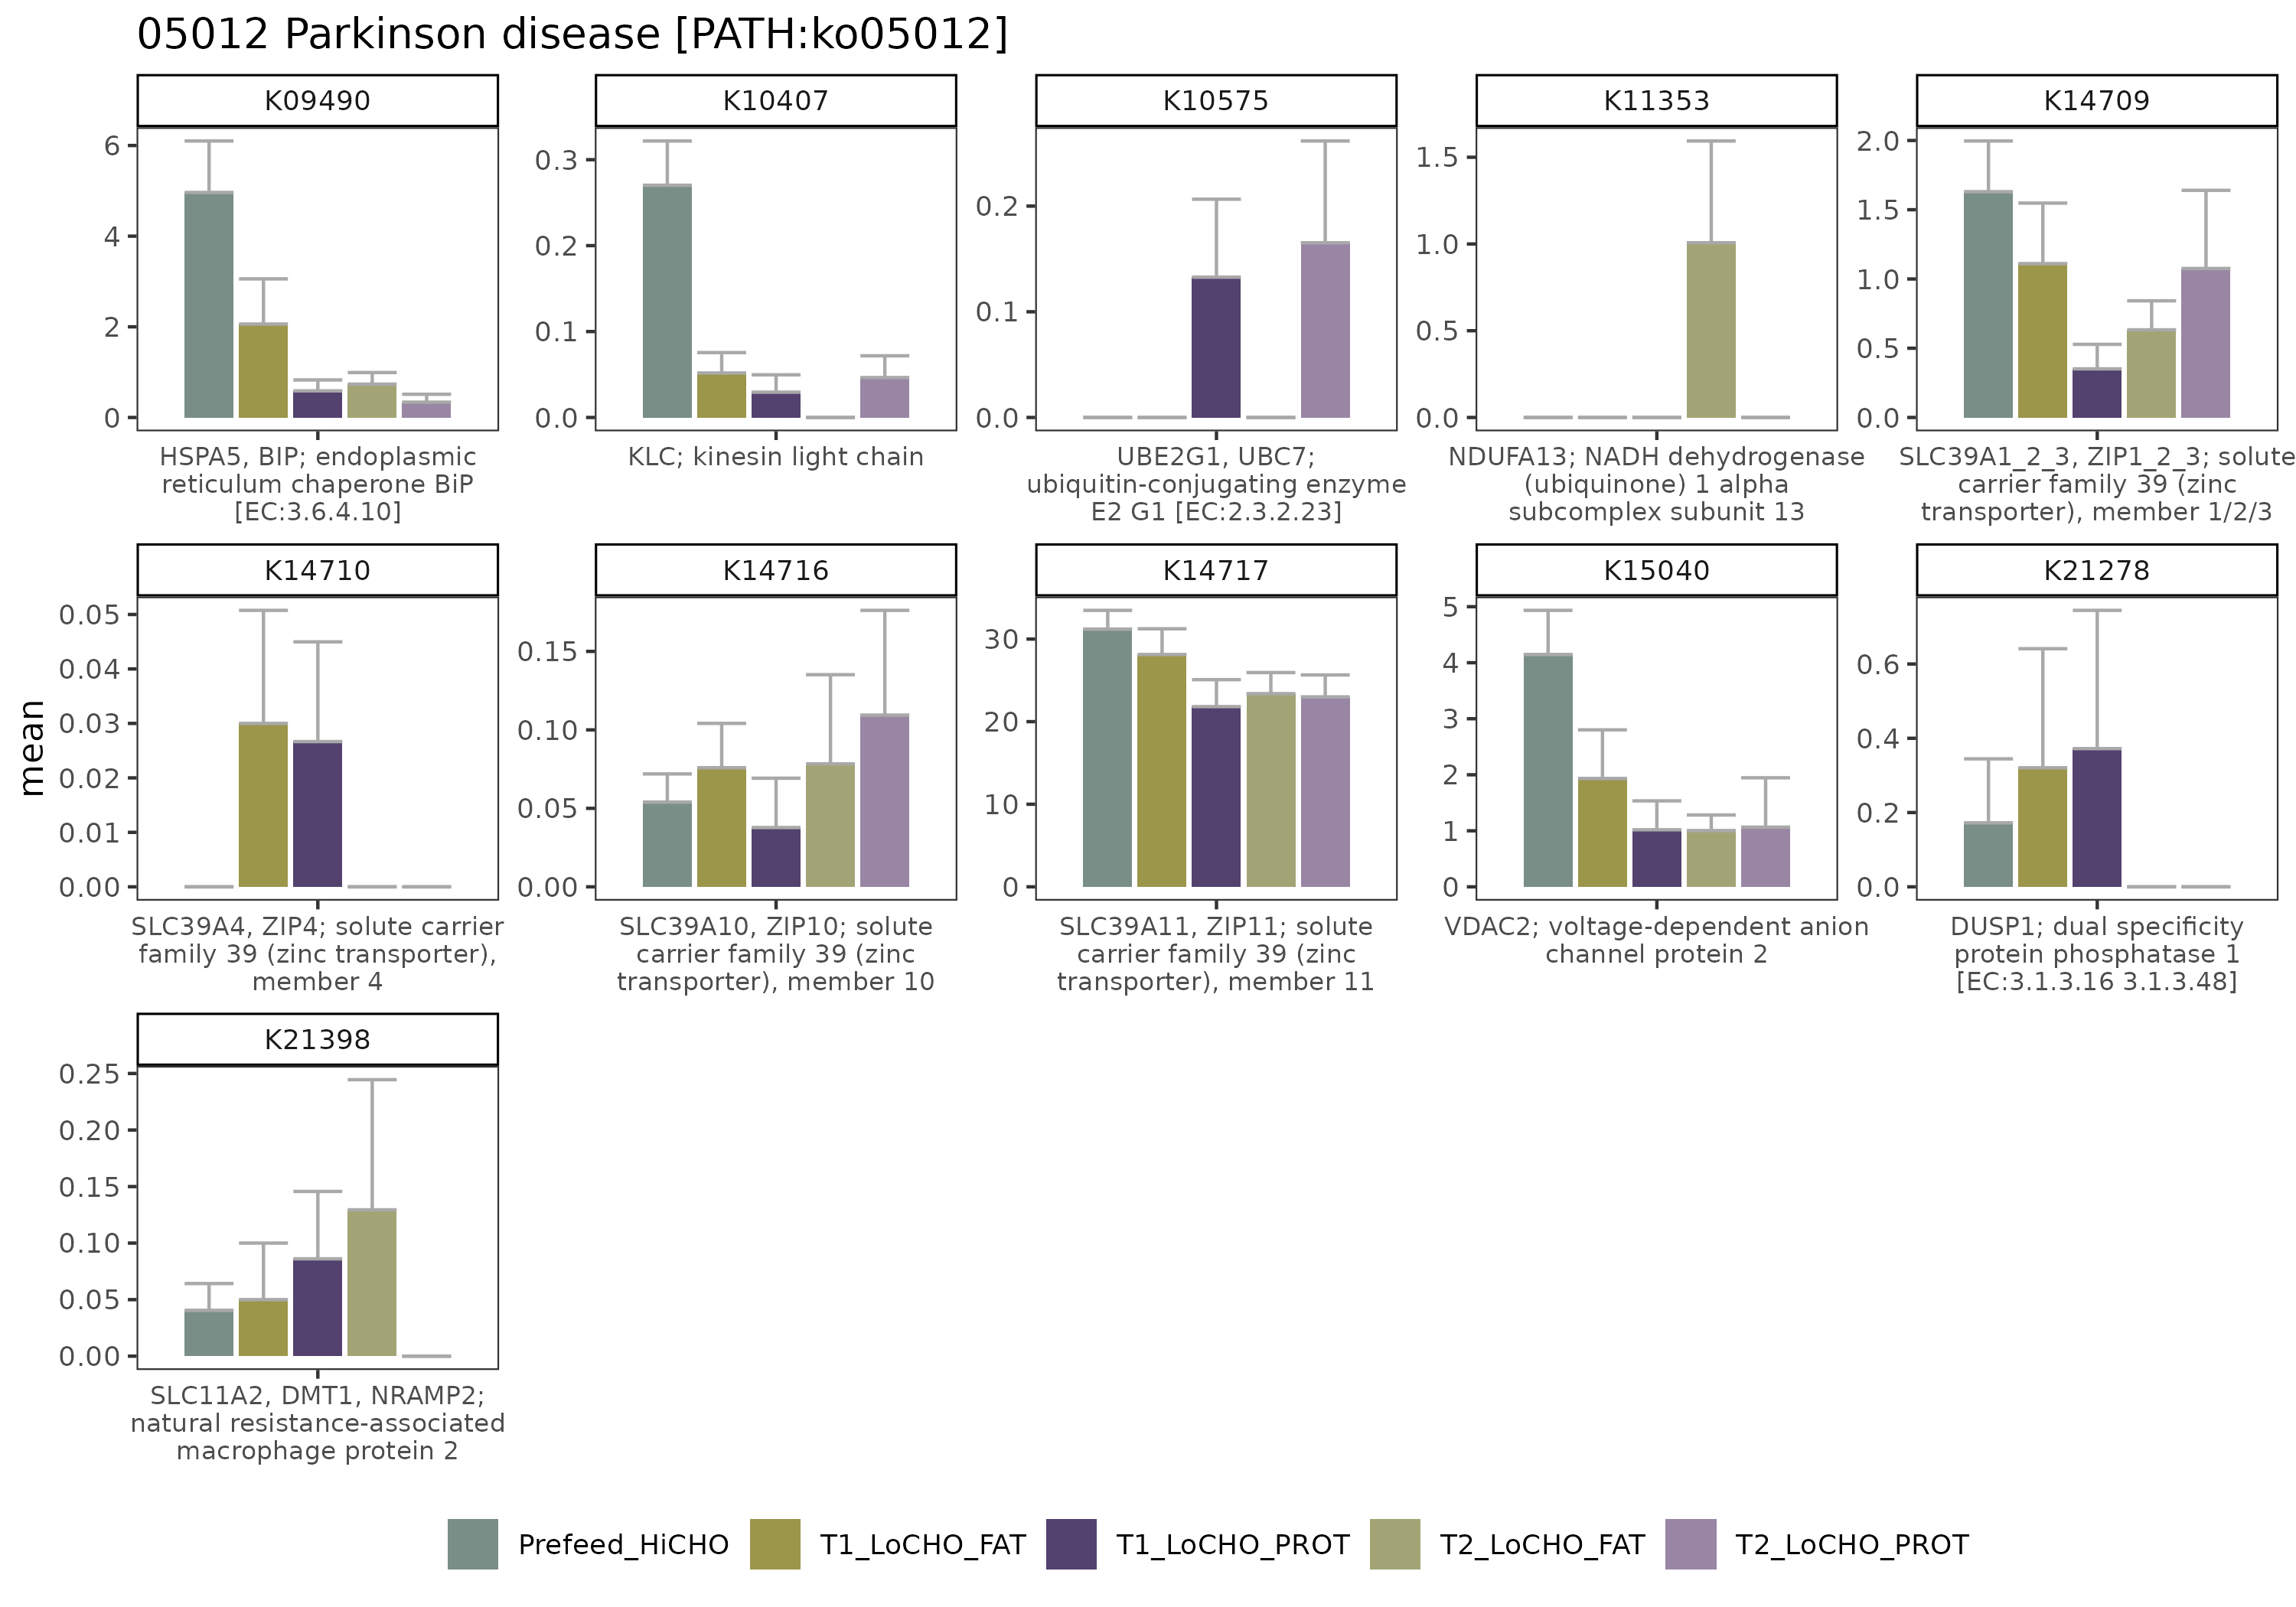 05012 Parkinson disease [PATH:ko05012]
K09490
K10407
K10575
K11353
K14709
6
4
2
0
0.3
0.2
0.1
0.0
0.2
0.1
0.0
1.5
1.0
0.5
0.0
2.0
1.5
1.0
0.5
0.0
HSPA5, BIP; endoplasmic
reticulum chaperone BiP
[EC:3.6.4.10]
KLC; kinesin light chain
UBE2G1, UBC7;
ubiquitin-conjugating enzyme
E2 G1 [EC:2.3.2.23]
NDUFA13; NADH dehydrogenase
(ubiquinone) 1 alpha
subcomplex subunit 13
SLC39A1_2_3, ZIP1_2_3; solute
carrier family 39 (zinc
transporter), member 1/2/3
mean
K14710
K14716
K14717
K15040
K21278
0.05
0.04
0.03
0.02
0.01
0.00
0.15
0.10
0.05
0.00
30
20
10
0
5
4
3
2
1
0
0.6
0.4
0.2
0.0
SLC39A4, ZIP4; solute carrier
family 39 (zinc transporter),
member 4
SLC39A10, ZIP10; solute
carrier family 39 (zinc
transporter), member 10
SLC39A11, ZIP11; solute
carrier family 39 (zinc
transporter), member 11
VDAC2; voltage-dependent anion
channel protein 2
DUSP1; dual specificity
protein phosphatase 1
[EC:3.1.3.16 3.1.3.48]
K21398
0.25
0.20
0.15
0.10
0.05
0.00
SLC11A2, DMT1, NRAMP2;
natural resistance-associated
macrophage protein 2
Prefeed_HiCHO
T1_LoCHO_FAT
T1_LoCHO_PROT
T2_LoCHO_FAT
T2_LoCHO_PROT